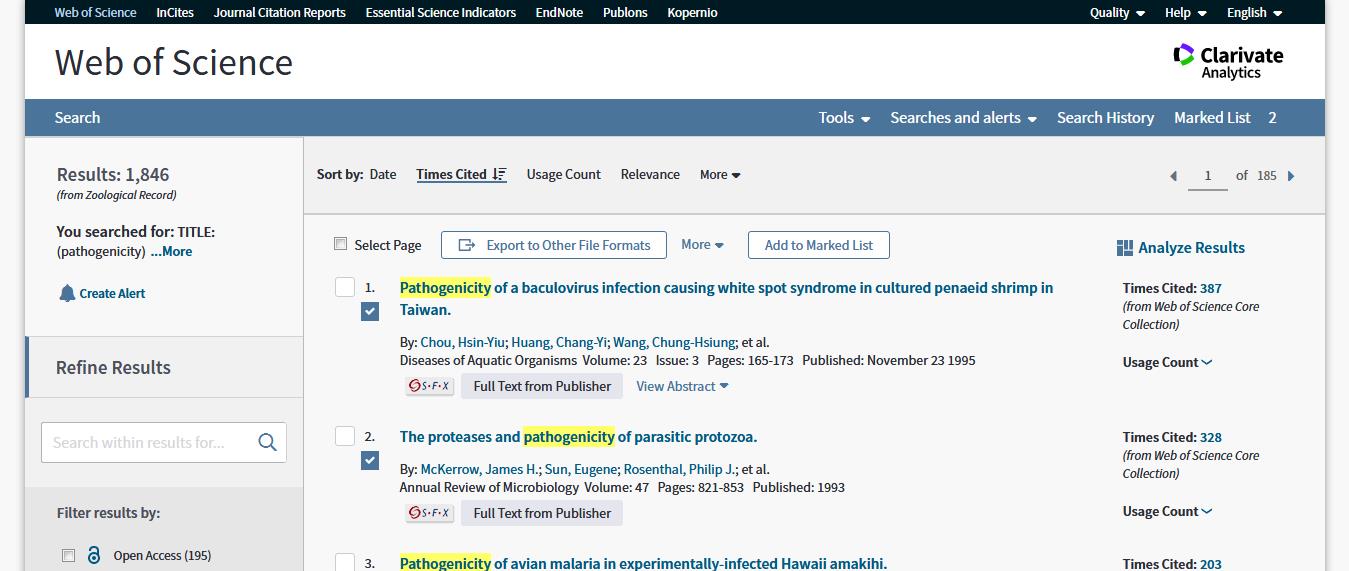 Web of Science InCites Journal Citation Reports Essential Science Indicators EndNote Publons Kopernio Quality Help English
Web of Science
Clarivate
Analytics
Search Tools Searches and alerts Search History Marked List 2
Results: 1,846
(from Zoological Record)
You searched for: TITLE:
(pathogenicity) ...More
Create Alert
Refine Results
Search within results for...
Filter results by:
Open Access (195)
Sort by: Date Times Cited Usage Count Relevance More
1 of 185
Select Page Export to Other File Formats More Add to Marked List
Analyze Results
1. Pathogenicity of a baculovirus infection causing white spot syndrome in cultured penaeid shrimp in
Taiwan.
By: Chou, Hsin-Yiu; Huang, Chang-Yi; Wang, Chung-Hsiung; et al.
Diseases of Aquatic Organisms Volume: 23 Issue: 3 Pages: 165-173 Published: November 23 1995
S·F·X Full Text from Publisher View Abstract
Times Cited: 387
(from Web of Science Core
Collection)
Usage Count
2. The proteases and pathogenicity of parasitic protozoa.
By: McKerrow, James H.; Sun, Eugene; Rosenthal, Philip J.; et al.
Annual Review of Microbiology Volume: 47 Pages: 821-853 Published: 1993
S·F·X Full Text from Publisher
Times Cited: 328
(from Web of Science Core
Collection)
Usage Count
3. Pathogenicity of avian malaria in experimentally-infected Hawaii amakihi.
Times Cited: 203